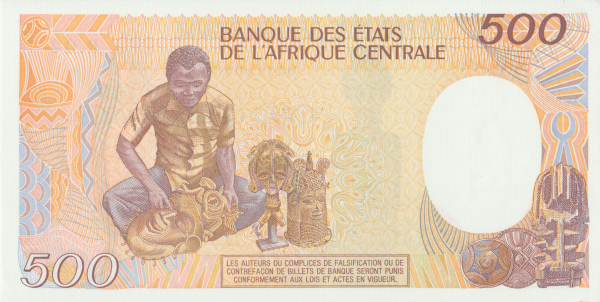 BANQUE DES ÉTATS
DE L'AFRIQUE CENTRALE
500
500
LES AUTEURS OU COMPLICES DE FALSIFICATION OU DE
CONTREFAÇON DE BILLETS DE BANQUE SERONT PUNIS
CONFORMÉMENT AUX LOIS ET ACTES EN VIGUEUR.